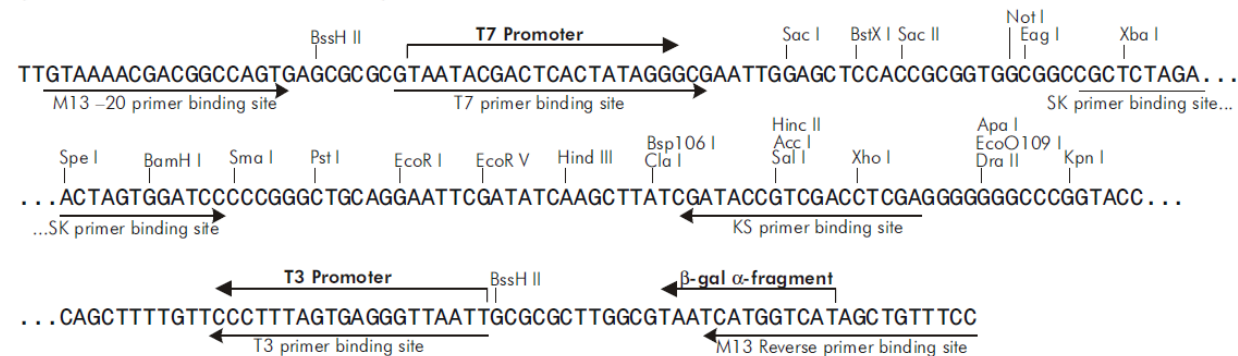 Not I
BssH II T7 Promoter Sac I BstX I Sac II Eag I Xba I
TTGTAAAACGACGGCCAGTGAGCGCGCGTAATACGACTCACTATAGGGCGAATTGGAGCTCCACCGCGGTGGCGGCCGCTCTAGA...
M13 –20 primer binding site T7 primer binding site SK primer binding site...
Hinc II Apa I
Bsp106 I Acc I EcoO109 I
Spe I BamH I Sma I Pst I EcoR I EcoR V Hind III Cla I Sal I Xho I Dra II Kpn I
...ACTAGTGGATCCCCCGGGCTGCAGGAATTCGATATCAAGCTTATCGATACCGTCGACCTCGAGGGGGGGCCCGGTACC...
...SK primer binding site KS primer binding site
T3 Promoter BssH II β-gal α-fragment
...CAGCTTTTGTTCCCTTTAGTGAGGGTTAATTGCGCGCTTGGCGTAATCATGGTCATAGCTGTTTCC
T3 primer binding site M13 Reverse primer binding site